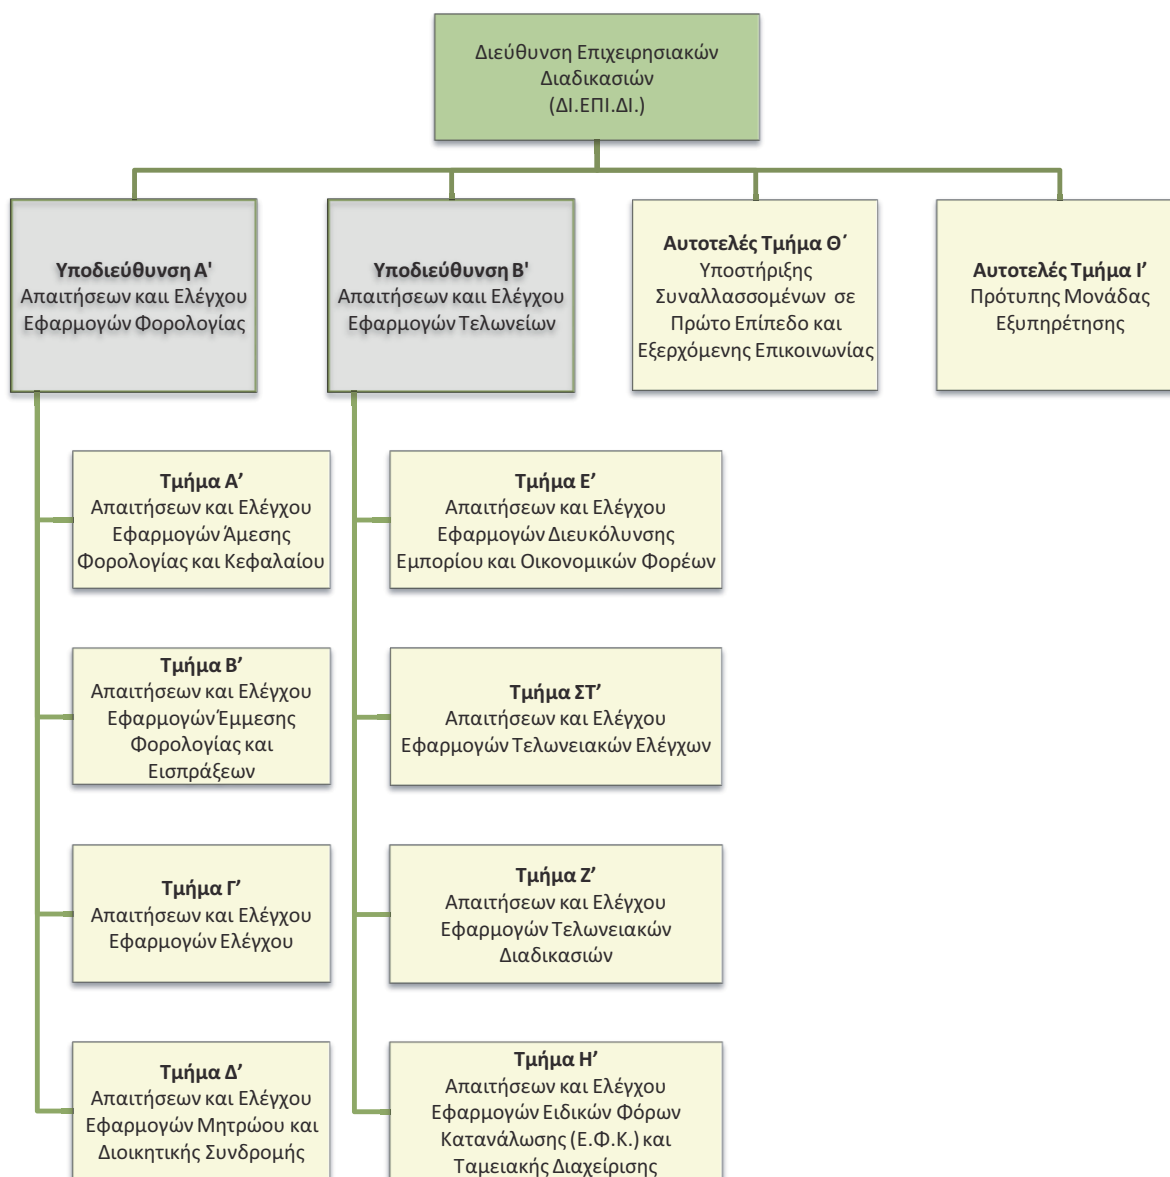 Διεύθυνση Επιχειρησιακών
Διαδικασιών
(ΔΙ.ΕΠΙ.ΔΙ.)
Υποδιεύθυνση Α'
Απαιτήσεων καιι Ελέγχου
Εφαρμογών Φορολογίας
Υποδιεύθυνση Β'
Απαιτήσεων καιι Ελέγχου
Εφαρμογών Τελωνείων
Αυτοτελές Τμήμα Θ΄
Υποστήριξης
Συναλλασσομένων σε
Πρώτο Επίπεδο και
Εξερχόμενης Επικοινωνίας
Αυτοτελές Τμήμα Ι’
Πρότυπης Μονάδας
Εξυπηρέτησης
Τμήμα Α’
Απαιτήσεων και Ελέγχου
Εφαρμογών Άμεσης
Φορολογίας και Κεφαλαίου
Τμήμα Β’
Απαιτήσεων και Ελέγχου
Εφαρμογών Έμμεσης
Φορολογίας και
Εισπράξεων
Τμήμα Γ’
Απαιτήσεων και Ελέγχου
Εφαρμογών Ελέγχου
Τμήμα Δ’
Απαιτήσεων και Ελέγχου
Εφαρμογών Μητρώου και
Διοικητικής Συνδρομής
Τμήμα Ε’
Απαιτήσεων και Ελέγχου
Εφαρμογών Διευκόλυνσης
Εμπορίου και Οικονομικών Φορέων
Τμήμα ΣΤ’
Απαιτήσεων και Ελέγχου
Εφαρμογών Τελωνειακών Ελέγχων
Τμήμα Ζ’
Απαιτήσεων και Ελέγχου
Εφαρμογών Τελωνειακών
Διαδικασιών
Τμήμα Η’
Απαιτήσεων και Ελέγχου
Εφαρμογών Ειδικών Φόρων
Κατανάλωσης (Ε.Φ.Κ.) και
Ταμειακής Διαχείρισης